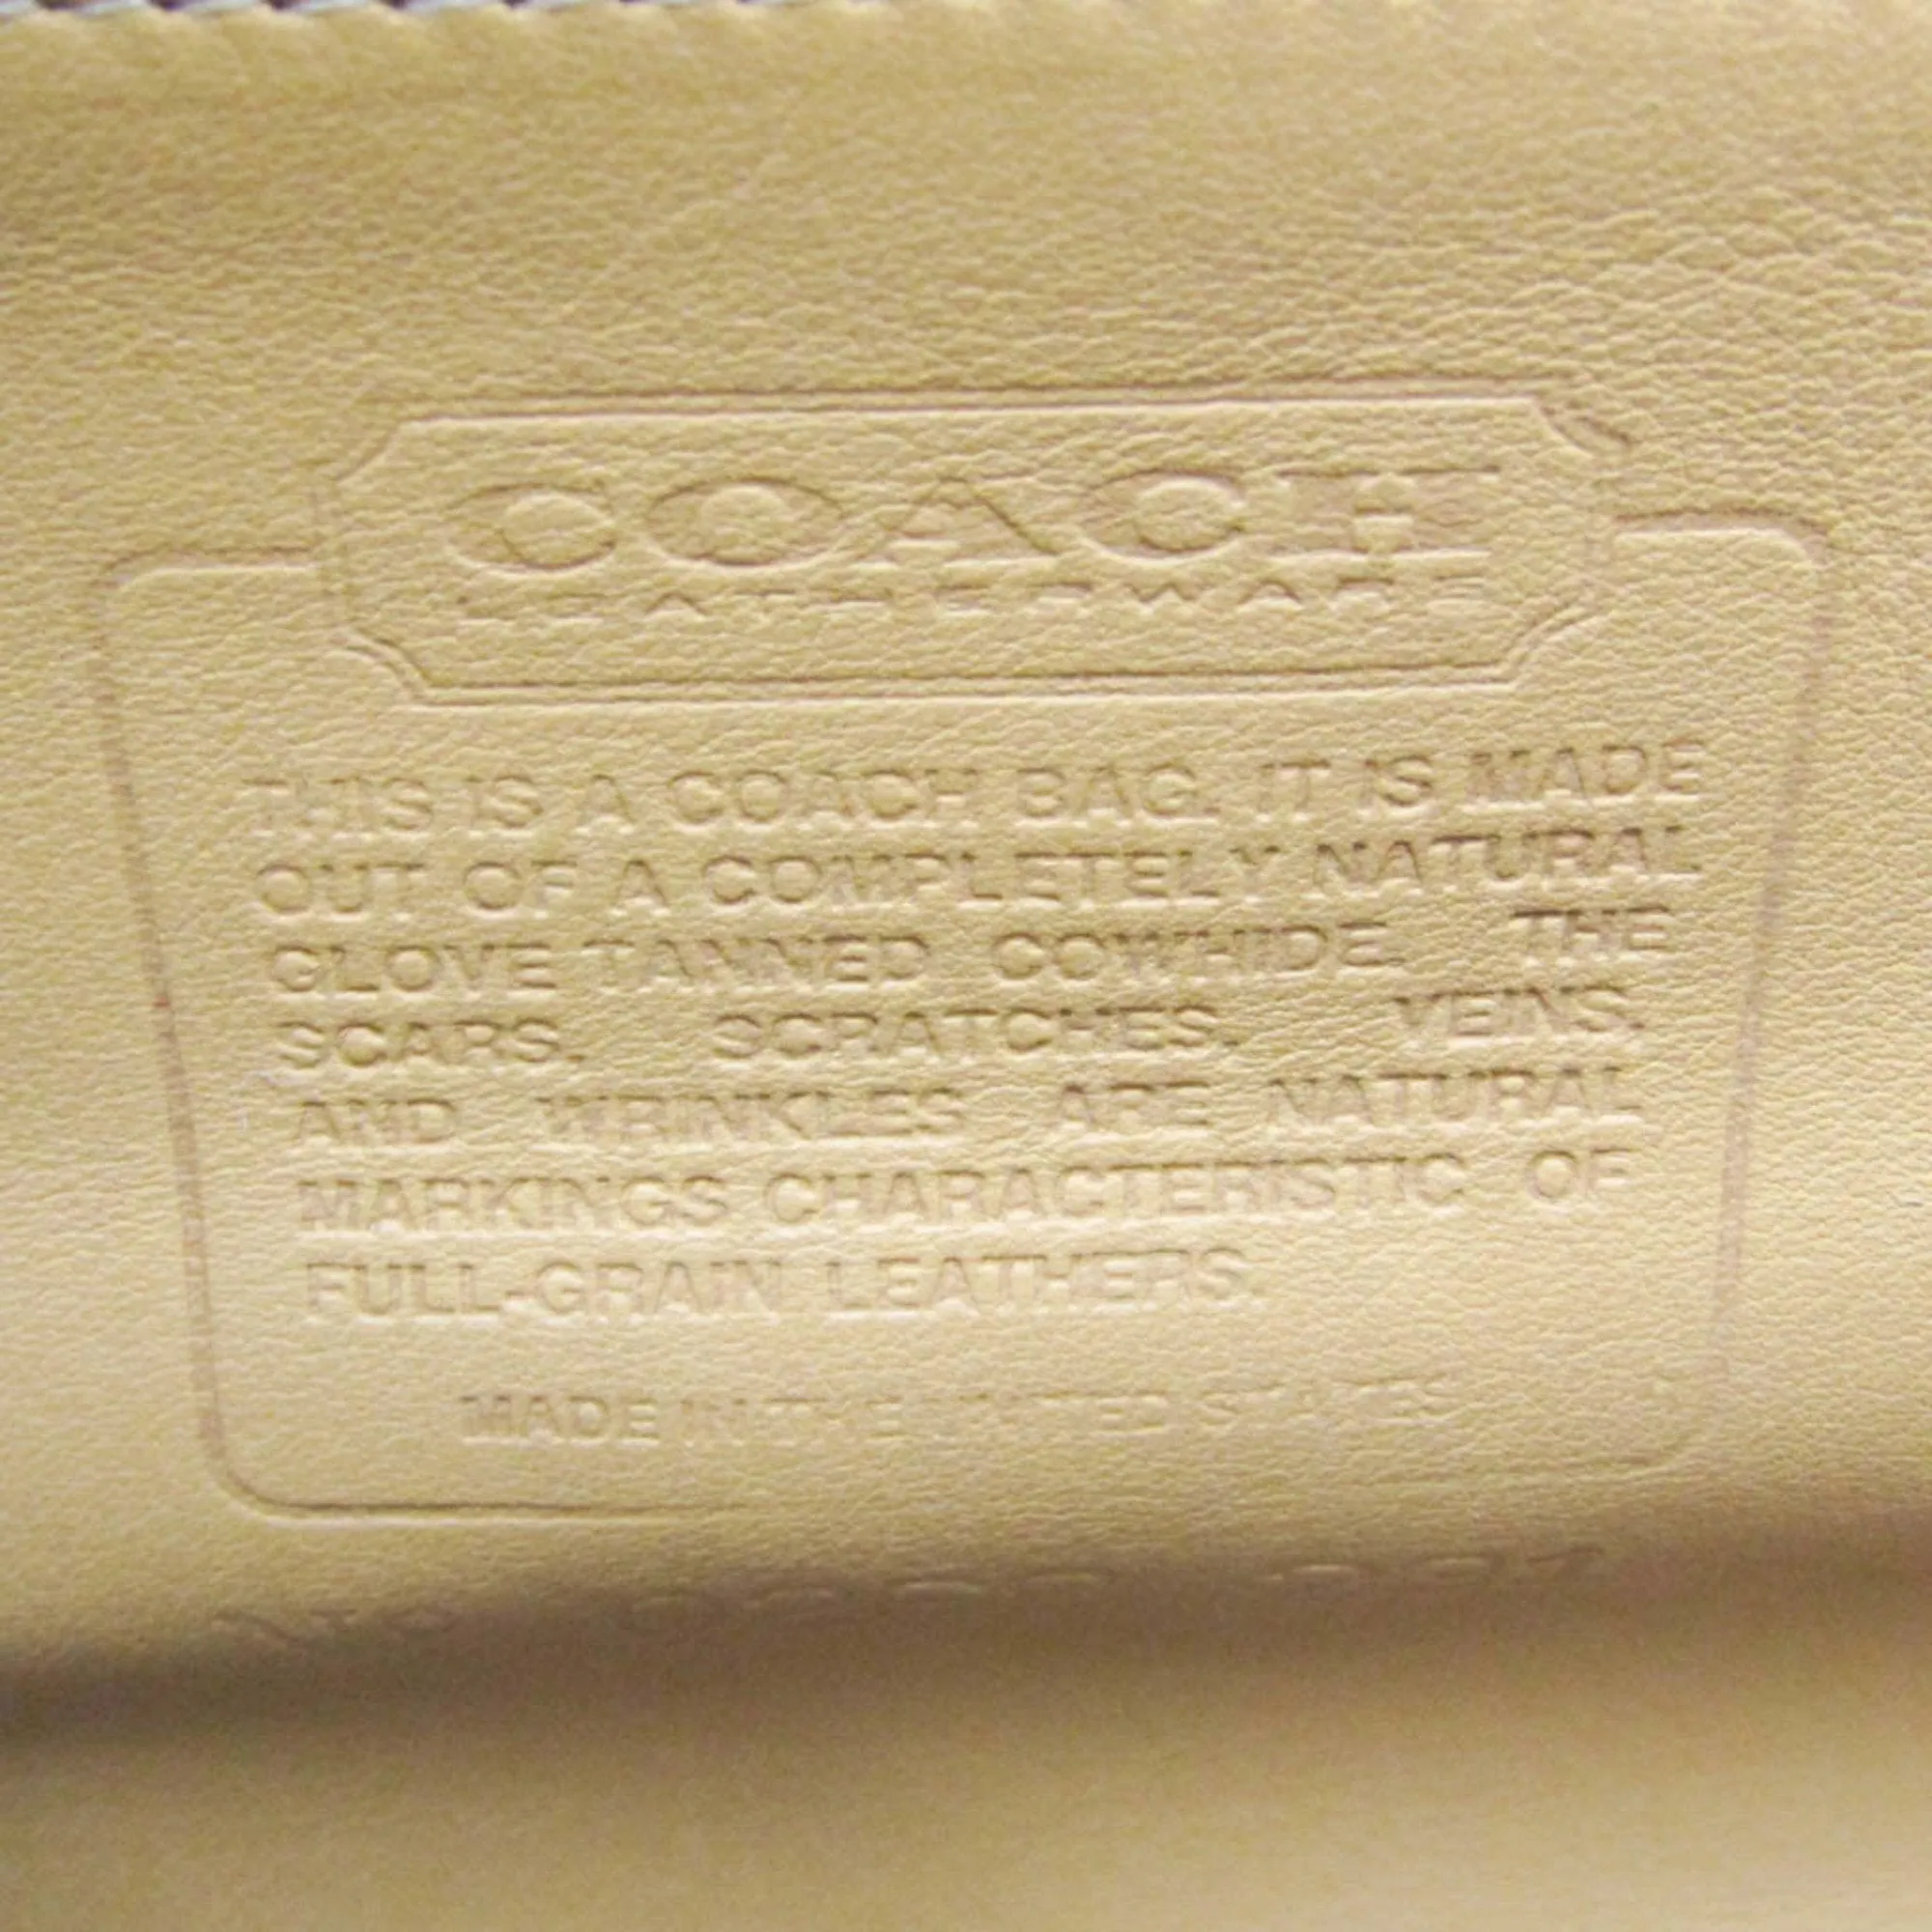 COACH
LEATHERWARE
THIS IS A COACH BAG. IT IS MADE
OUT OF A COMPLETELY NATURAL
GLOVE TANNED COWHIDE. THE
SCARS, SCRATCHES, VEINS,
AND WRINKLES ARE NATURAL
MARKINGS CHARACTERISTIC OF
FULL-GRAIN LEATHERS.
MADE IN THE UNITED STATES